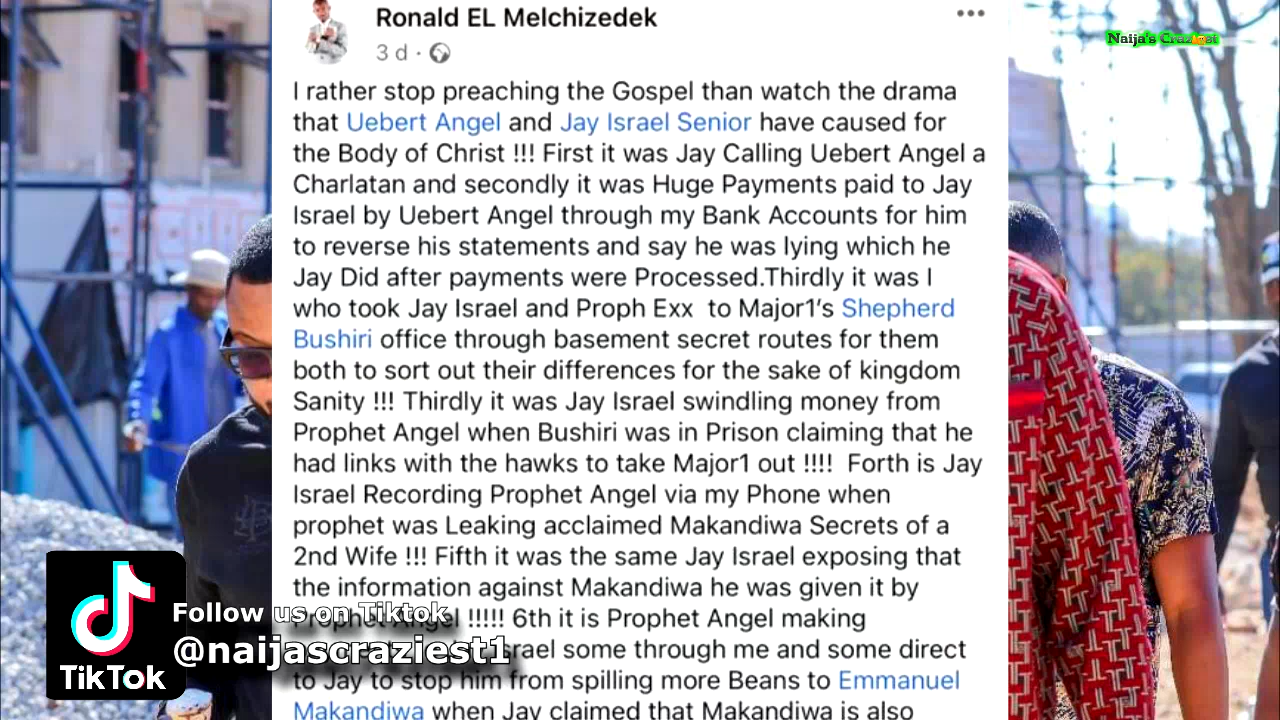 Ronald EL Melchizedek
3 d
I rather stop preaching the Gospel than watch the drama
that Uebert Angel and Jay Israel Senior have caused for
the Body of Christ !!! First it was Jay Calling Uebert Angel a
Charlatan and secondly it was Huge Payments paid to Jay
Israel by Uebert Angel through my Bank Accounts for him
to reverse his statements and say he was lying which he
Jay Did after payments were Processed.Thirdly it was I
who took Jay Israel and Proph Exx to Major1’s Shepherd
Bushiri office through basement secret routes for them
both to sort out their differences for the sake of kingdom
Sanity !!! Thirdly it was Jay Israel swindling money from
Prophet Angel when Bushiri was in Prison claiming that he
had links with the hawks to take Major1 out !!!! Forth is Jay
Israel Recording Prophet Angel via my Phone when
prophet was Leaking acclaimed Makandiwa Secrets of a
2nd Wife !!! Fifth it was the same Jay Israel exposing that
the information against Makandiwa he was given it by
Prophet Angel !!!!! 6th it is Prophet Angel making
Israel some through me and some direct
to Jay to stop him from spilling more Beans to Emmanuel
Makandiwa when Jay claimed that Makandiwa is also
Naija's Craziest
TikTok
Follow us on Tiktok
@naijascraziest1